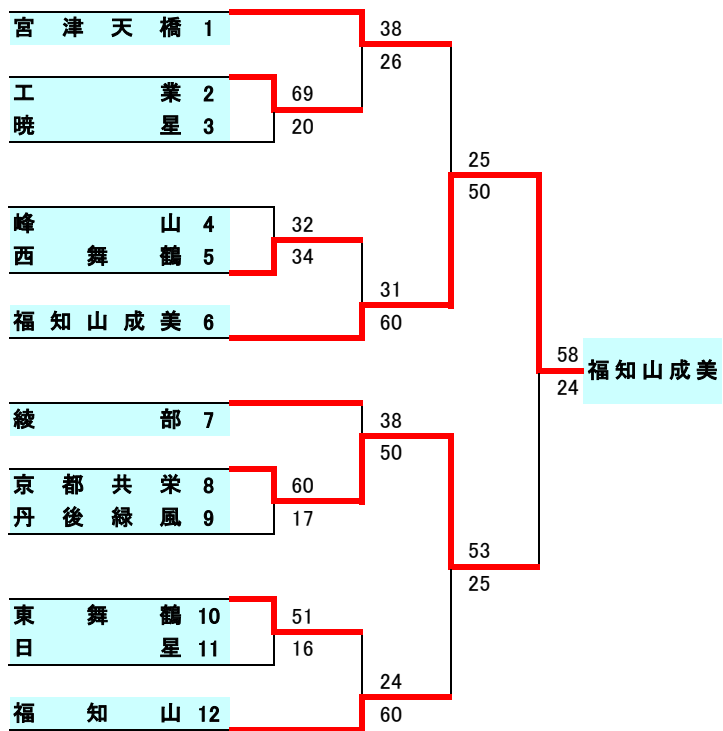 宮津天橋 1
38
26
工業 2
69
暁星 3
20
25
50
峰山 4
32
西舞鶴 5
34
31
福知山成美 6
60
58
福知山成美
24
綾部 7
38
50
京都共栄 8
60
丹後緑風 9
17
53
25
東舞鶴 10
51
日星 11
16
24
福知山 12
60